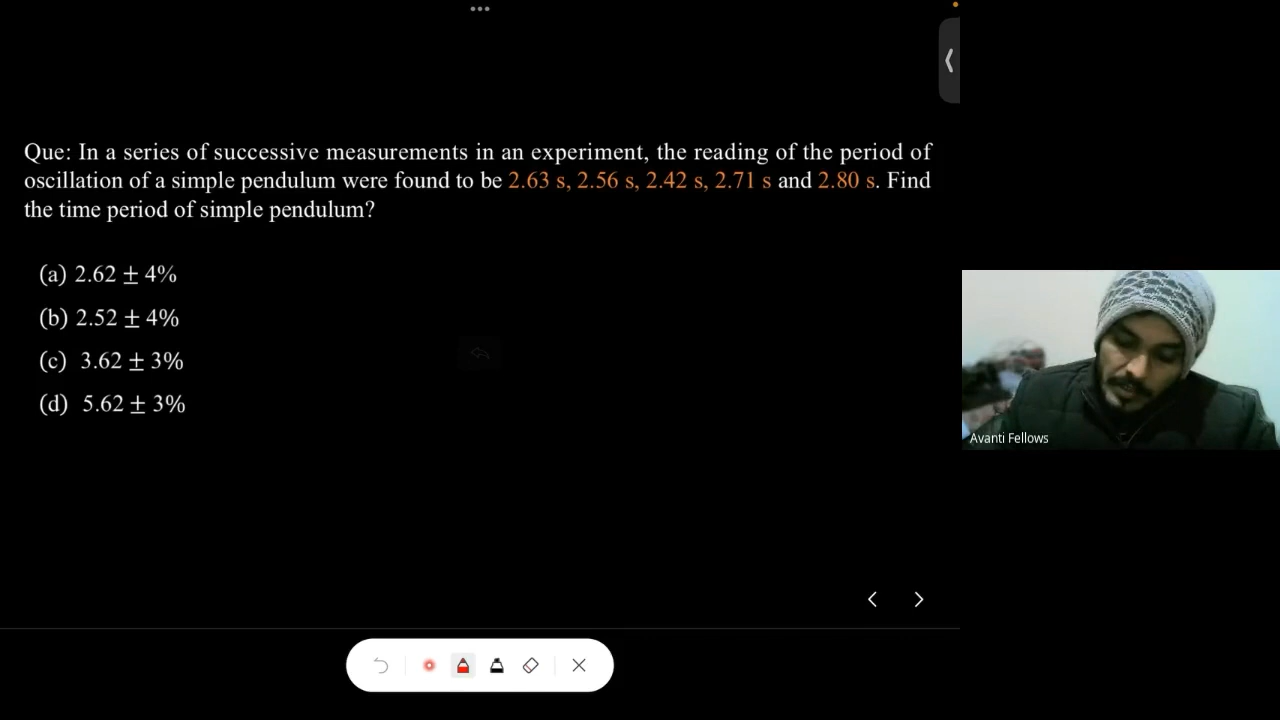 Que: In a series of successive measurements in an experiment, the reading of the period of
oscillation of a simple pendulum were found to be 2.63 s, 2.56 s, 2.42 s, 2.71 s and 2.80 s. Find
the time period of simple pendulum?
(a) 2.62 ± 4%
(b) 2.52 ± 4%
(c) 3.62 ± 3%
(d) 5.62 ± 3%
Avanti Fellows